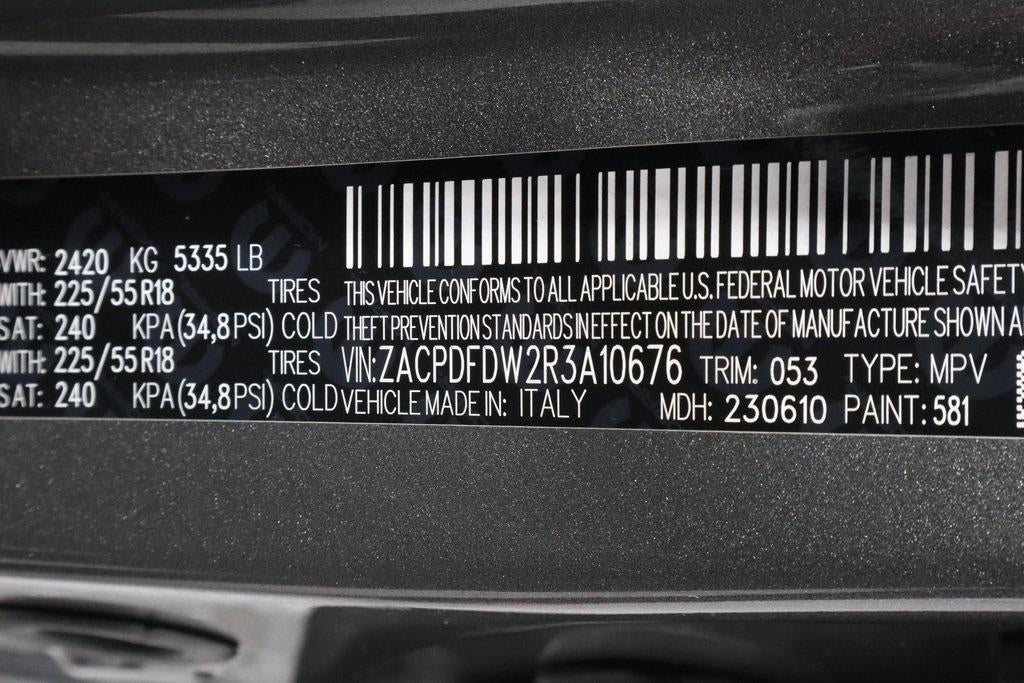 VWR: 2420 KG 5335 LB
WITH: 225/55R18 TIRES THIS VEHICLE CONFORMS TO ALL APPLICABLE U.S. FEDERAL MOTOR VEHICLE SAFETY
SAT: 240 KPA(34,8PSI) COLD THEFT PREVENTION STANDARDS IN EFFECT ON THE DATE OF MANUFACTURE SHOWN A
WITH: 225/55R18 TIRES VIN:ZACPDFDW2R3A10676 TRIM: 053 TYPE: MPV
SAT: 240 KPA(34,8PSI) COLD VEHICLE MADE IN: ITALY MDH: 230610 PAINT: 581